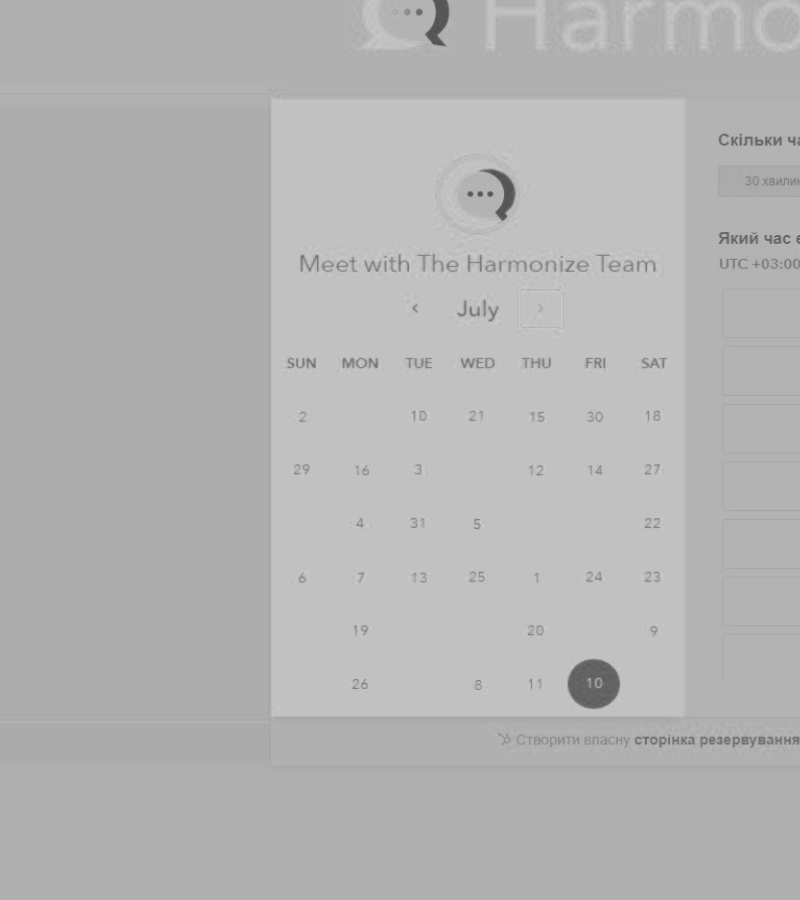 Harmo
Meet with The Harmonize Team
July
SUN MON TUE WED THU FRI SAT
2 10 21 15 30 18
29 16 3 12 14 27
4 31 5 22
6 7 13 25 1 24 23
19 20 9
26 8 11 10
Скільки ча
30 хвилин
Який час є
UTC +03:00
Створити власну сторінка резервування